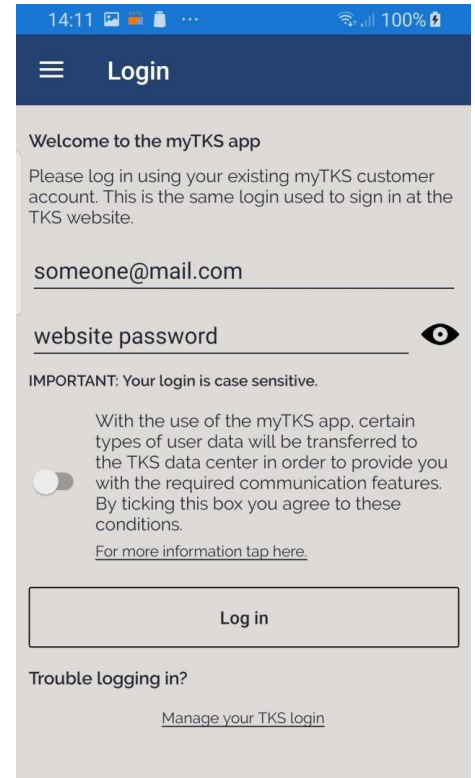 14:11 ... 100%
Login
Welcome to the myTKS app
Please log in using your existing myTKS customer
account. This is the same login used to sign in at the
TKS website.
someone@mail.com
website password
IMPORTANT: Your login is case sensitive.
With the use of the myTKS app, certain
types of user data will be transferred to
the TKS data center in order to provide you
with the required communication features.
By ticking this box you agree to these
conditions.
For more information tap here.
Log in
Trouble logging in?
Manage your TKS login